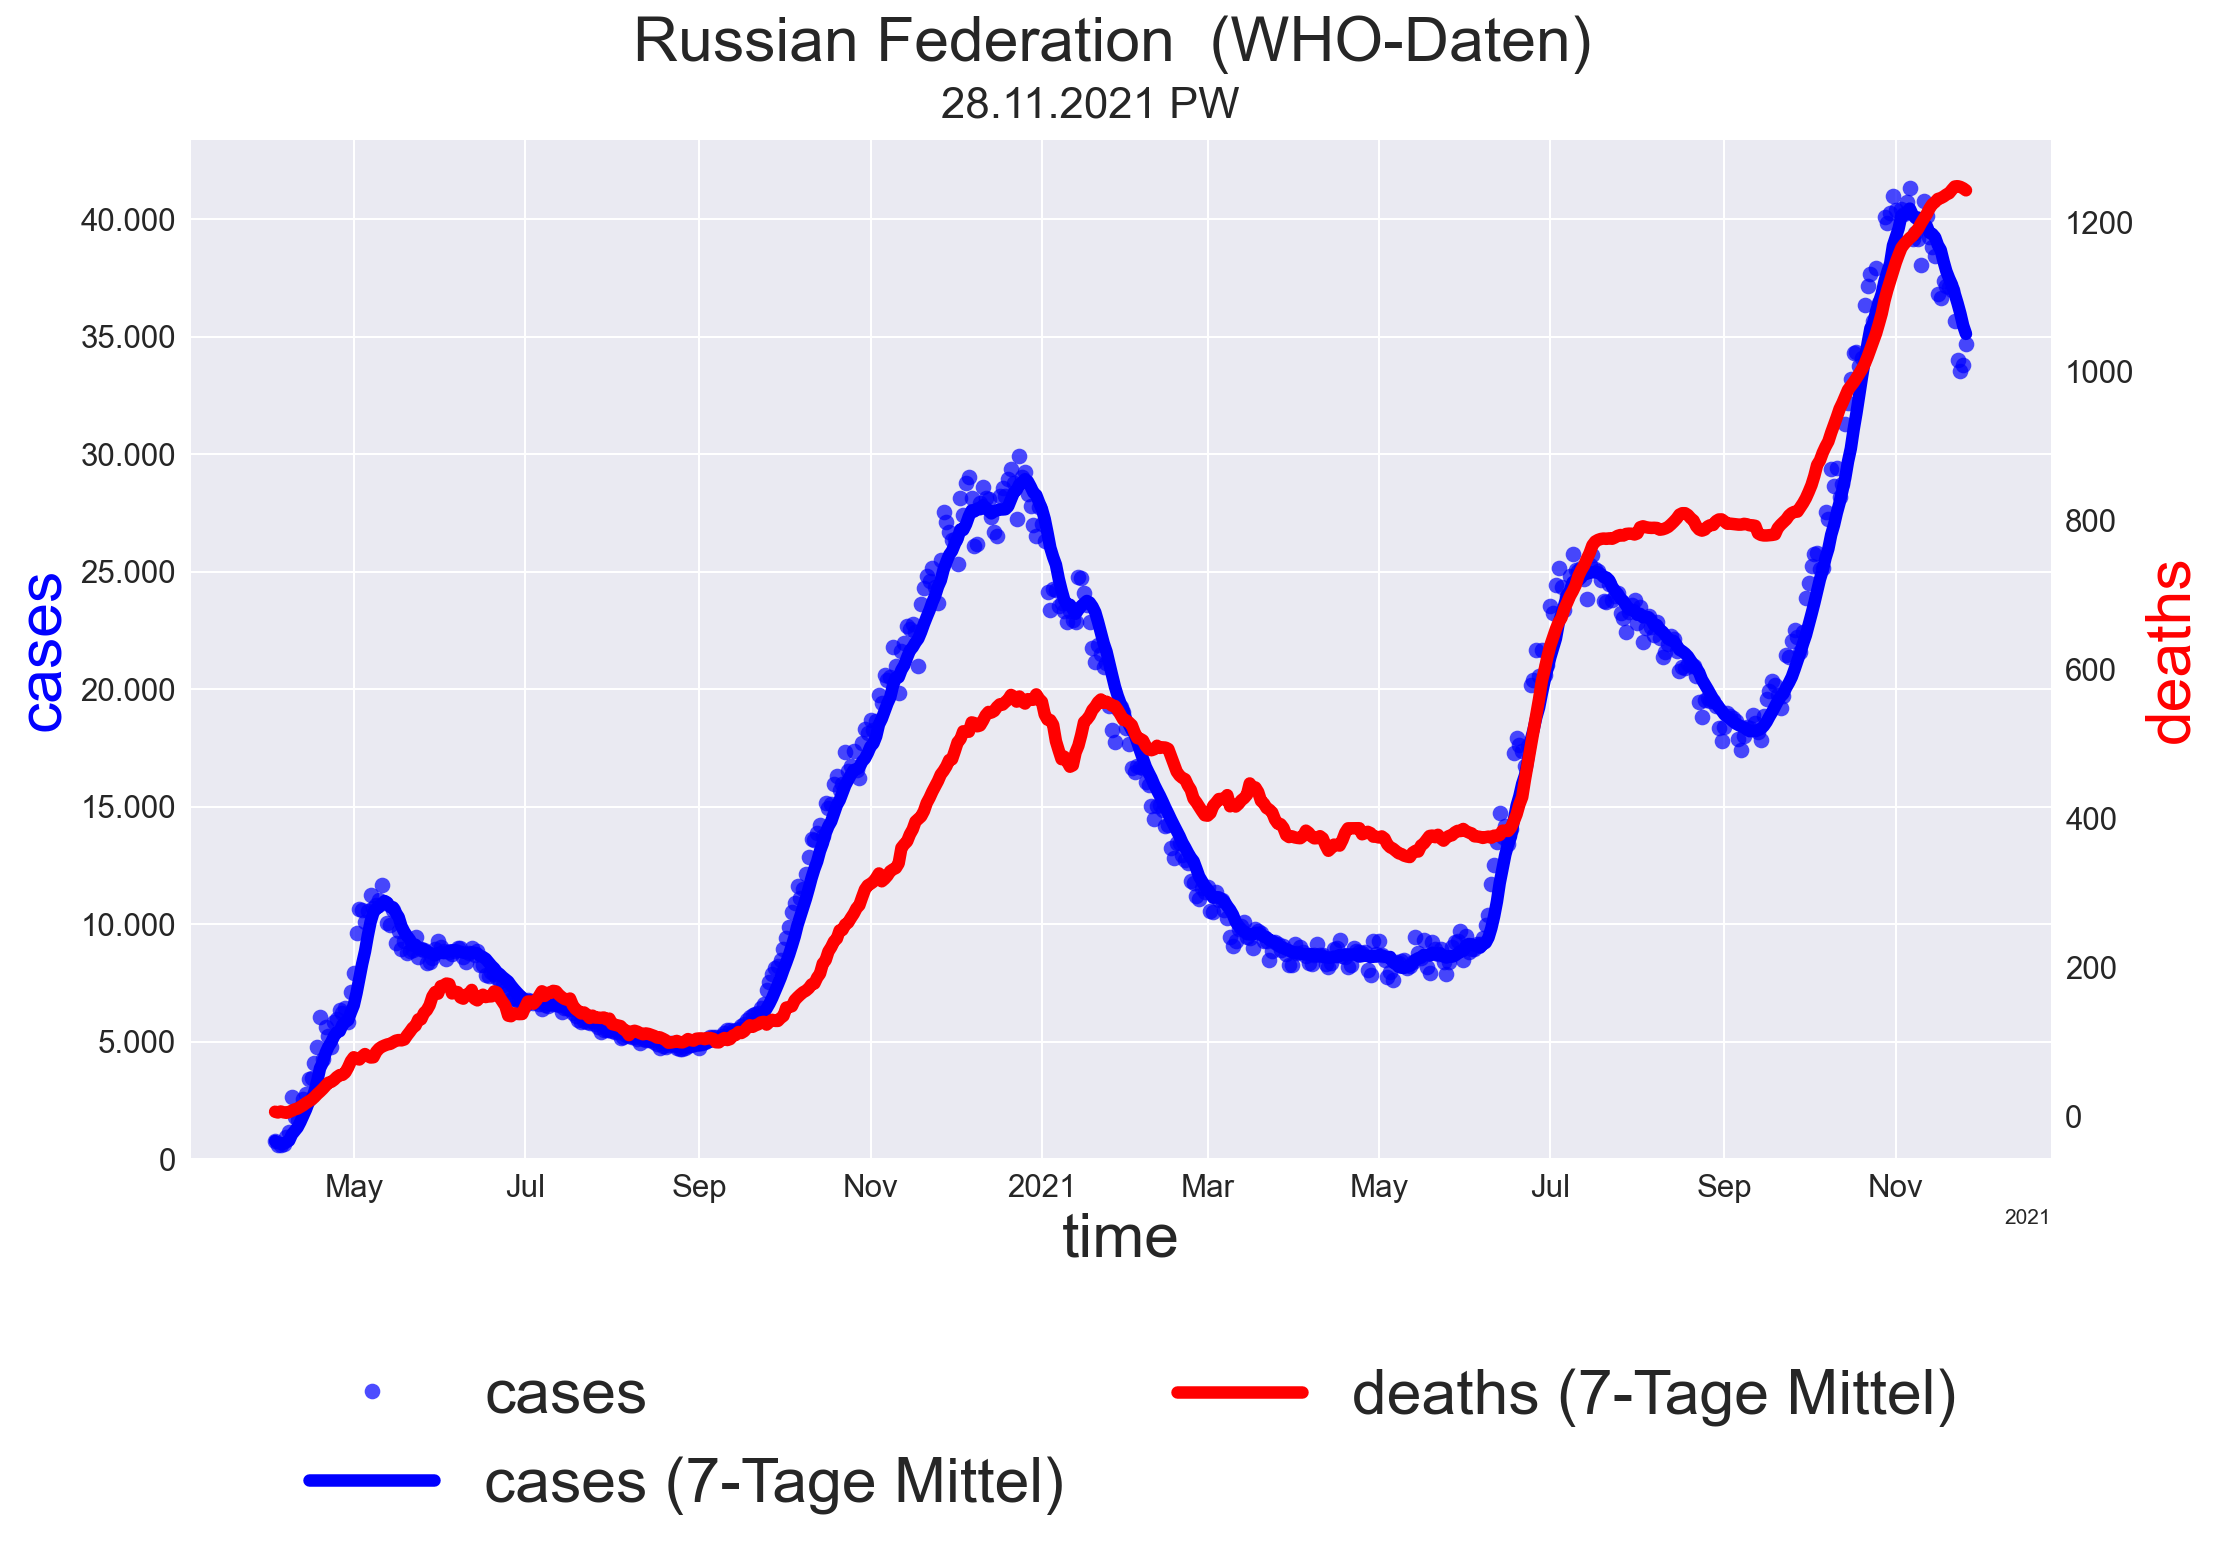 Russian Federation  (WHO-Daten)
28.11.2021 PW
cases
40.000
35.000
30.000
25.000
20.000
15.000
10.000
5.000
0
1200
1000
800
600
400
200
0
deaths
May Jul Sep Nov 2021 Mar May Jul Sep Nov
2021
time
cases
cases (7-Tage Mittel)
deaths (7-Tage Mittel)